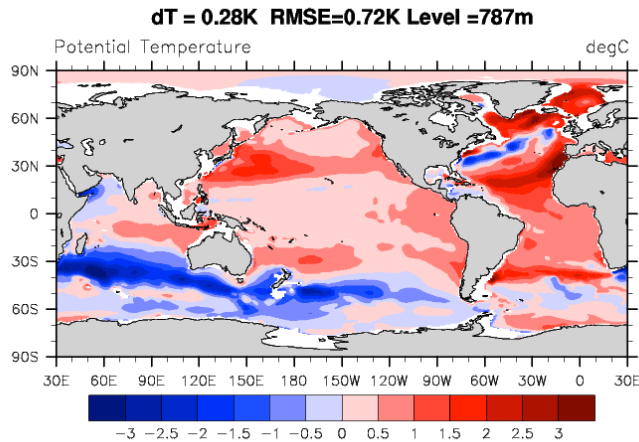 dT = 0.28K RMSE=0.72K Level =787m
Potential Temperature degC
90N
60N
30N
0
30S
60S
90S
30E 60E 90E 120E 150E 180 150W 120W 90W 60W 30W 0 30E
-3 -2.5 -2 -1.5 -1 -0.5 0 0.5 1 1.5 2 2.5 3